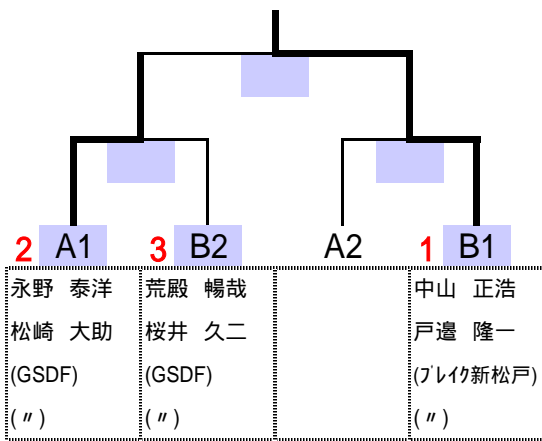 2 A1 3 B2 A2 1 B1
永野 泰洋 荒殿 暢哉 中山 正浩
松崎 大助 桜井 久二 戸邉 隆一
(GSDF) (GSDF) (ﾌﾞﾚｲｸ新松戸)
(〃) (〃) (〃)